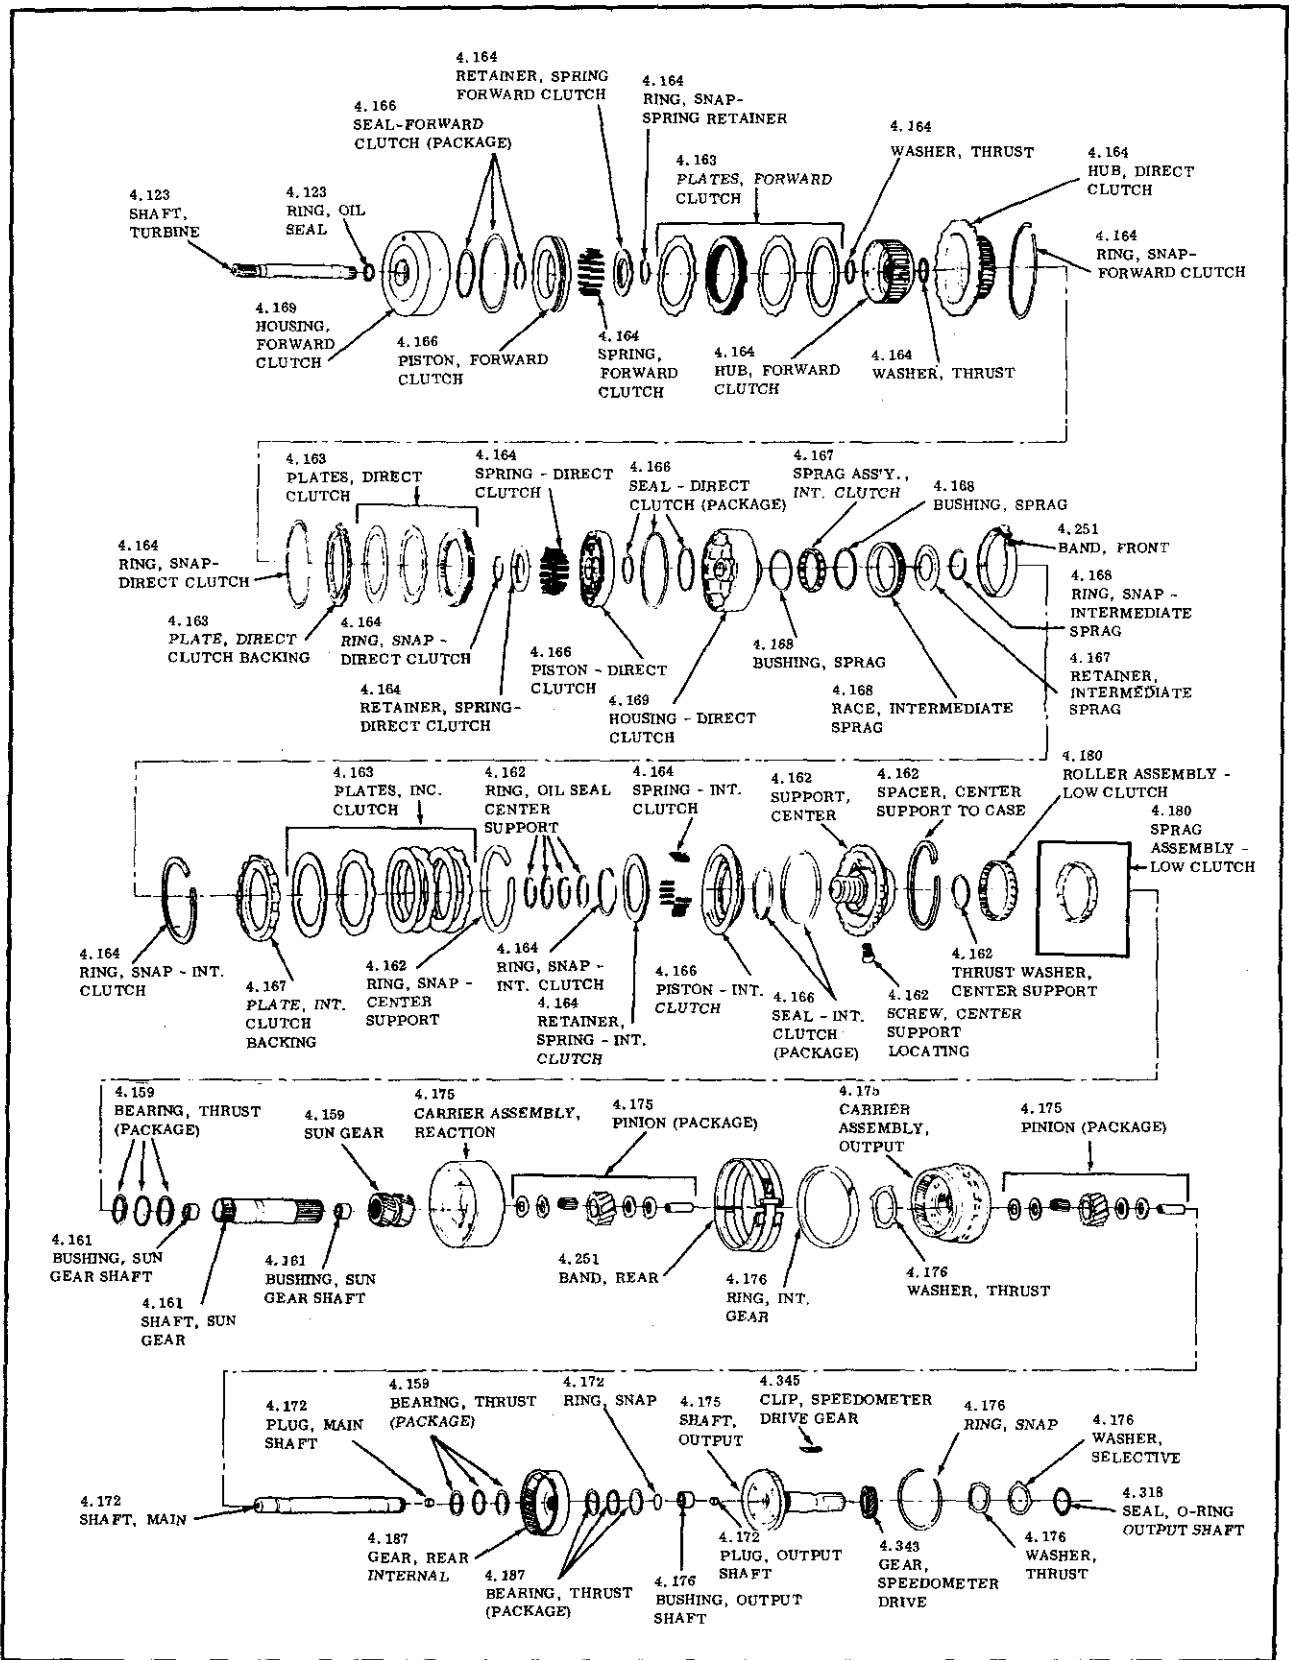 4.164
RETAINER, SPRING
FORWARD CLUTCH
4.164
RING, SNAP-
SPRING RETAINER
4.166
SEAL-FORWARD
CLUTCH (PACKAGE)
4.164
WASHER, THRUST
4.163
PLATES, FORWARD
CLUTCH
4.164
HUB, DIRECT
CLUTCH
4.123
SHAFT,
TURBINE
4.123
RING, OIL
SEAL
4.164
RING, SNAP-
FORWARD CLUTCH
4.169
HOUSING,
FORWARD
CLUTCH
4.166
PISTON, FORWARD
CLUTCH
4.164
SPRING,
FORWARD
CLUTCH
4.164
HUB, FORWARD
CLUTCH
4.164
WASHER, THRUST
4.163
PLATES, DIRECT
CLUTCH
4.164
SPRING - DIRECT
CLUTCH
4.166
SEAL - DIRECT
CLUTCH (PACKAGE)
4.167
SPRAG ASS'Y.,
INT. CLUTCH
4.168
BUSHING, SPRAG
4.251
BAND, FRONT
4.164
RING, SNAP-
DIRECT CLUTCH
4.168
RING, SNAP -
INTERMEDIATE
SPRAG
4.163
PLATE, DIRECT
CLUTCH BACKING
4.164
RING, SNAP -
DIRECT CLUTCH
4.164
RETAINER, SPRING-
DIRECT CLUTCH
4.166
PISTON - DIRECT
CLUTCH
4.169
HOUSING - DIRECT
CLUTCH
4.168
BUSHING, SPRAG
4.168
RACE, INTERMEDIATE
SPRAG
4.167
RETAINER,
INTERMEDIATE
SPRAG
4.163
PLATES, INC.
CLUTCH
4.162
RING, OIL SEAL
CENTER
SUPPORT
4.164
SPRING - INT.
CLUTCH
4.162
SUPPORT,
CENTER
4.162
SPACER, CENTER
SUPPORT TO CASE
4.180
ROLLER ASSEMBLY -
LOW CLUTCH
4.180
SPRAG
ASSEMBLY -
LOW CLUTCH
4.164
RING, SNAP - INT.
CLUTCH
4.167
PLATE, INT.
CLUTCH
BACKING
4.162
RING, SNAP -
CENTER
SUPPORT
4.164
RING, SNAP -
INT. CLUTCH
4.164
RETAINER,
SPRING - INT.
CLUTCH
4.166
PISTON - INT.
CLUTCH
4.166
SEAL - INT.
CLUTCH
(PACKAGE)
4.162
SCREW, CENTER
SUPPORT
LOCATING
4.162
THRUST WASHER,
CENTER SUPPORT
4.159
BEARING, THRUST
(PACKAGE)
4.159
SUN GEAR
4.175
CARRIER ASSEMBLY,
REACTION
4.175
PINION (PACKAGE)
4.175
CARRIER
ASSEMBLY,
OUTPUT
4.175
PINION (PACKAGE)
4.161
BUSHING, SUN
GEAR SHAFT
4.161
SHAFT, SUN
GEAR
4.161
BUSHING, SUN
GEAR SHAFT
4.251
BAND, REAR
4.176
RING, INT.
GEAR
4.176
WASHER, THRUST
4.172
PLUG, MAIN
SHAFT
4.159
BEARING, THRUST
(PACKAGE)
4.172
RING, SNAP
4.175
SHAFT,
OUTPUT
4.345
CLIP, SPEEDOMETER
DRIVE GEAR
4.176
RING, SNAP
4.176
WASHER,
SELECTIVE
4.172
SHAFT, MAIN
4.187
GEAR, REAR
INTERNAL
4.187
BEARING, THRUST
(PACKAGE)
4.176
BUSHING, OUTPUT
SHAFT
4.172
PLUG, OUTPUT
SHAFT
4.343
GEAR,
SPEEDOMETER
DRIVE
4.176
WASHER,
THRUST
4.318
SEAL, O-RING
OUTPUT SHAFT